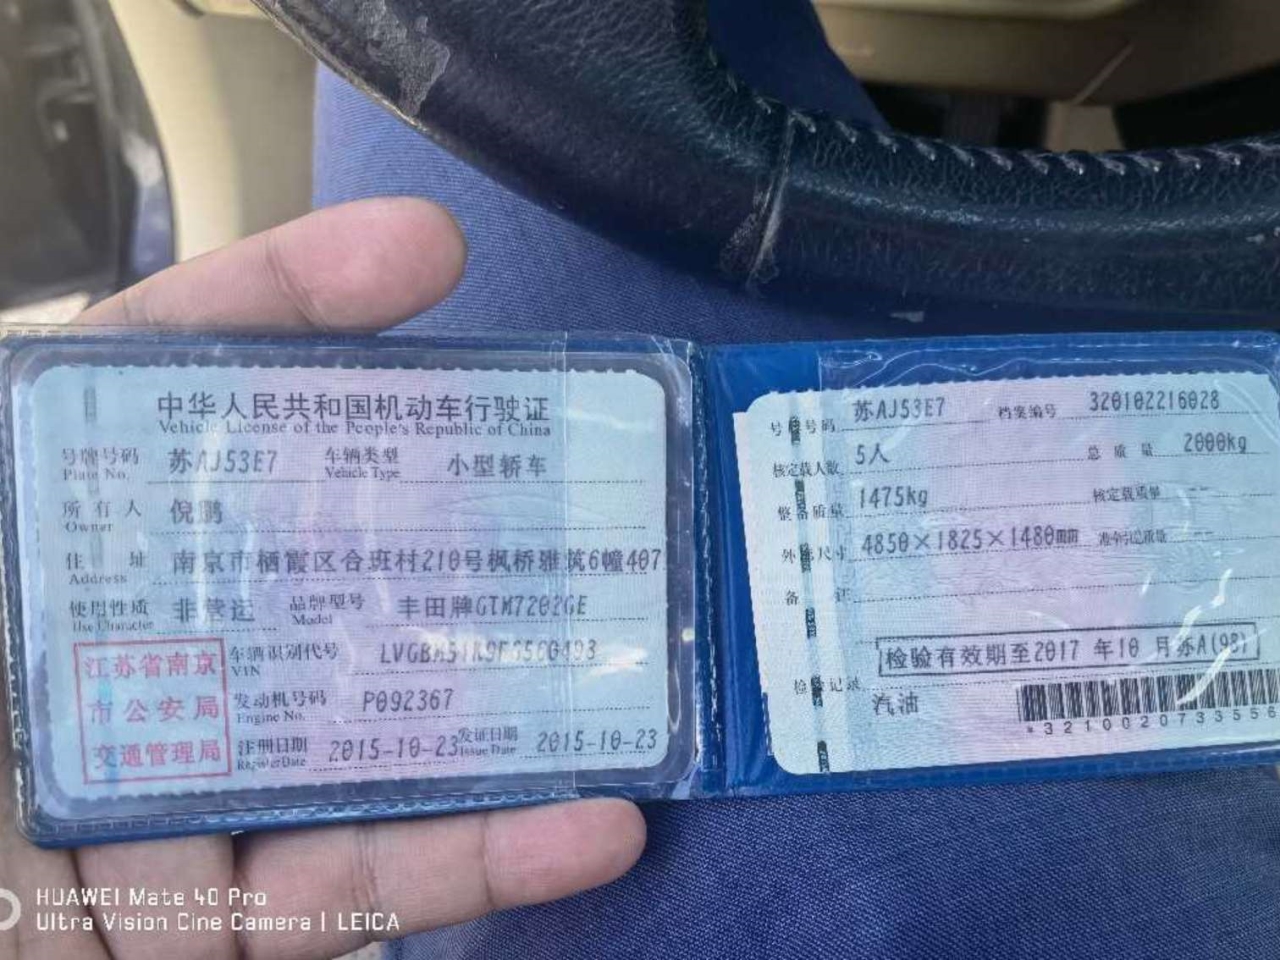 中华人民共和国机动车行驶证
Vehicle License of the People's Republic of China
号牌号码 苏AJ53E7 车辆类型 小型轿车
Plate No. Vehicle Type
所有人 倪鹏
Owner
住址 南京市栖霞区合班村210号枫桥雅筑6幢407
Address
使用性质 非营运 品牌型号 丰田牌GTM7202GE
Use Character Model
江苏省南京
市公安局
交通管理局
车辆识别代号
VIN
发动机号码 P092367
Engine No.
注册日期 2015-10-23 发证日期 2015-10-23
Register Date Issue Date
号牌号码 苏AJ53E7 档案编号 320102216028
核定载人数 5人 总质量 2000kg
整备质量 1475kg 核定载质量 --
外廓尺寸 4850×1825×1480mm --
备 证
检验有效期至2017 年10 月苏A(98)
检验记录
汽油
*3210020733556
HUAWEI Mate 40 Pro
Ultra Vision Cine Camera | LEICA